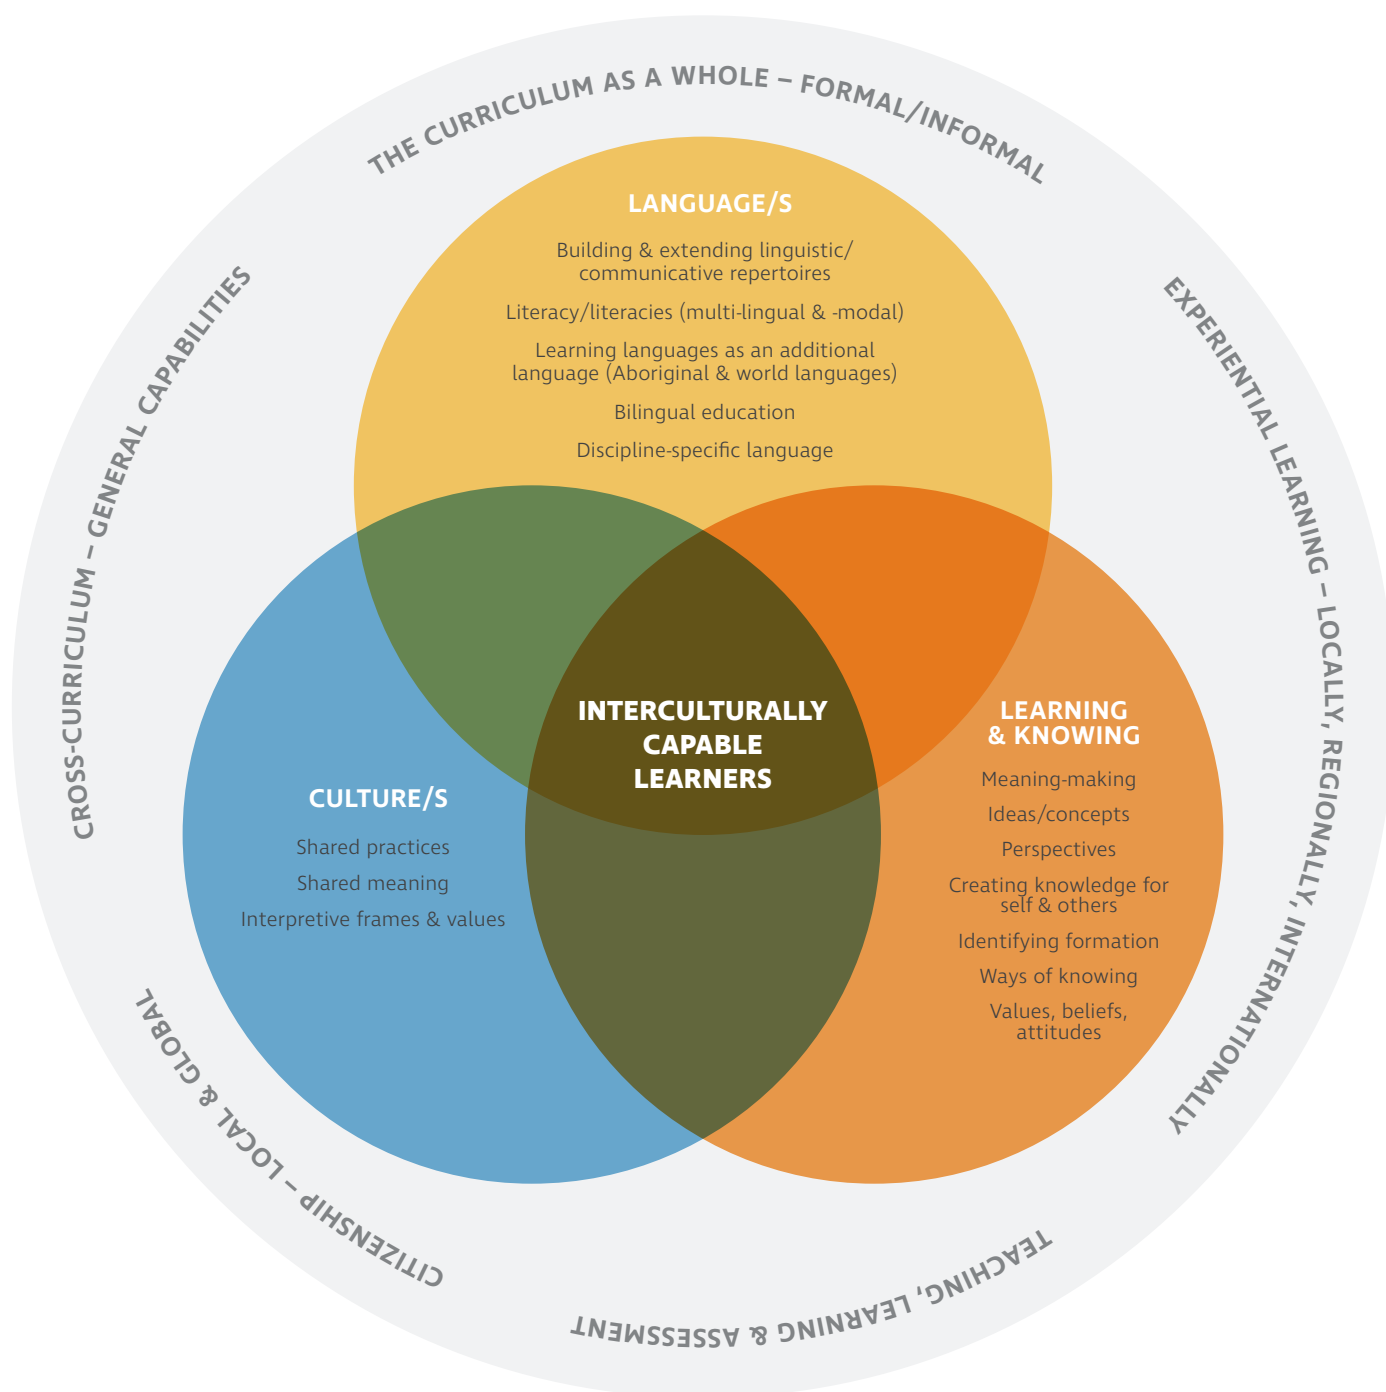 THE CURRICULUM AS A WHOLE – FORMAL/INFORMAL
EXPERIENTIAL LEARNING – LOCALLY, REGIONALLY, INTERNATIONALLY
TEACHING, LEARNING & ASSESSMENT
CITIZENSHIP – LOCAL & GLOBAL
CROSS-CURRICULUM – GENERAL CAPABILITIES
LANGUAGE/S
Building & extending linguistic/
communicative repertoires
Literacy/literacies (multi-lingual & -modal)
Learning languages as an additional
language (Aboriginal & world languages)
Bilingual education
Discipline-specific language
INTERCULTURALLY
CAPABLE
LEARNERS
CULTURE/S
Shared practices
Shared meaning
Interpretive frames & values
LEARNING
& KNOWING
Meaning-making
Ideas/concepts
Perspectives
Creating knowledge for
self & others
Identifying formation
Ways of knowing
Values, beliefs,
attitudes